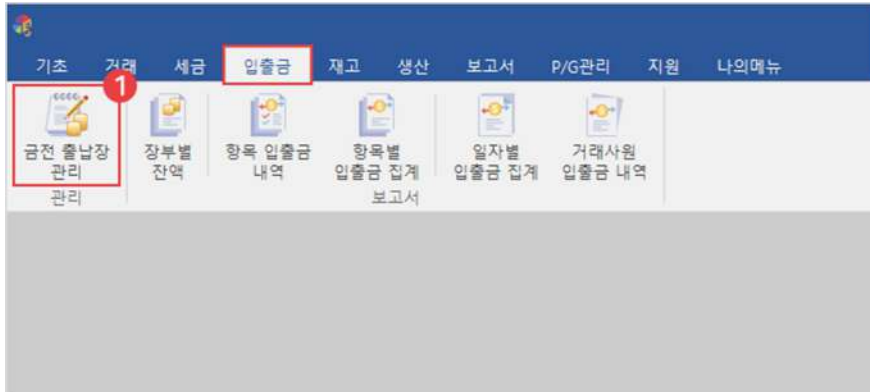 기초 거래 세금 입출금 재고 생산 보고서 P/G관리 지원 나의메뉴
1
금전 출납장
관리
장부별
잔액
항목 입출금
내역
항목별
입출금 집계
일자별
입출금 집계
거래사원
입출금 내역
관리
보고서